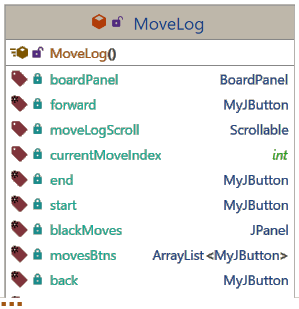 MoveLog
MoveLog()
boardPanel BoardPanel
forward MyJButton
moveLogScroll Scrollable
currentMoveIndex int
end MyJButton
start MyJButton
blackMoves JPanel
movesBtns ArrayList<MyJButton>
back MyJButton